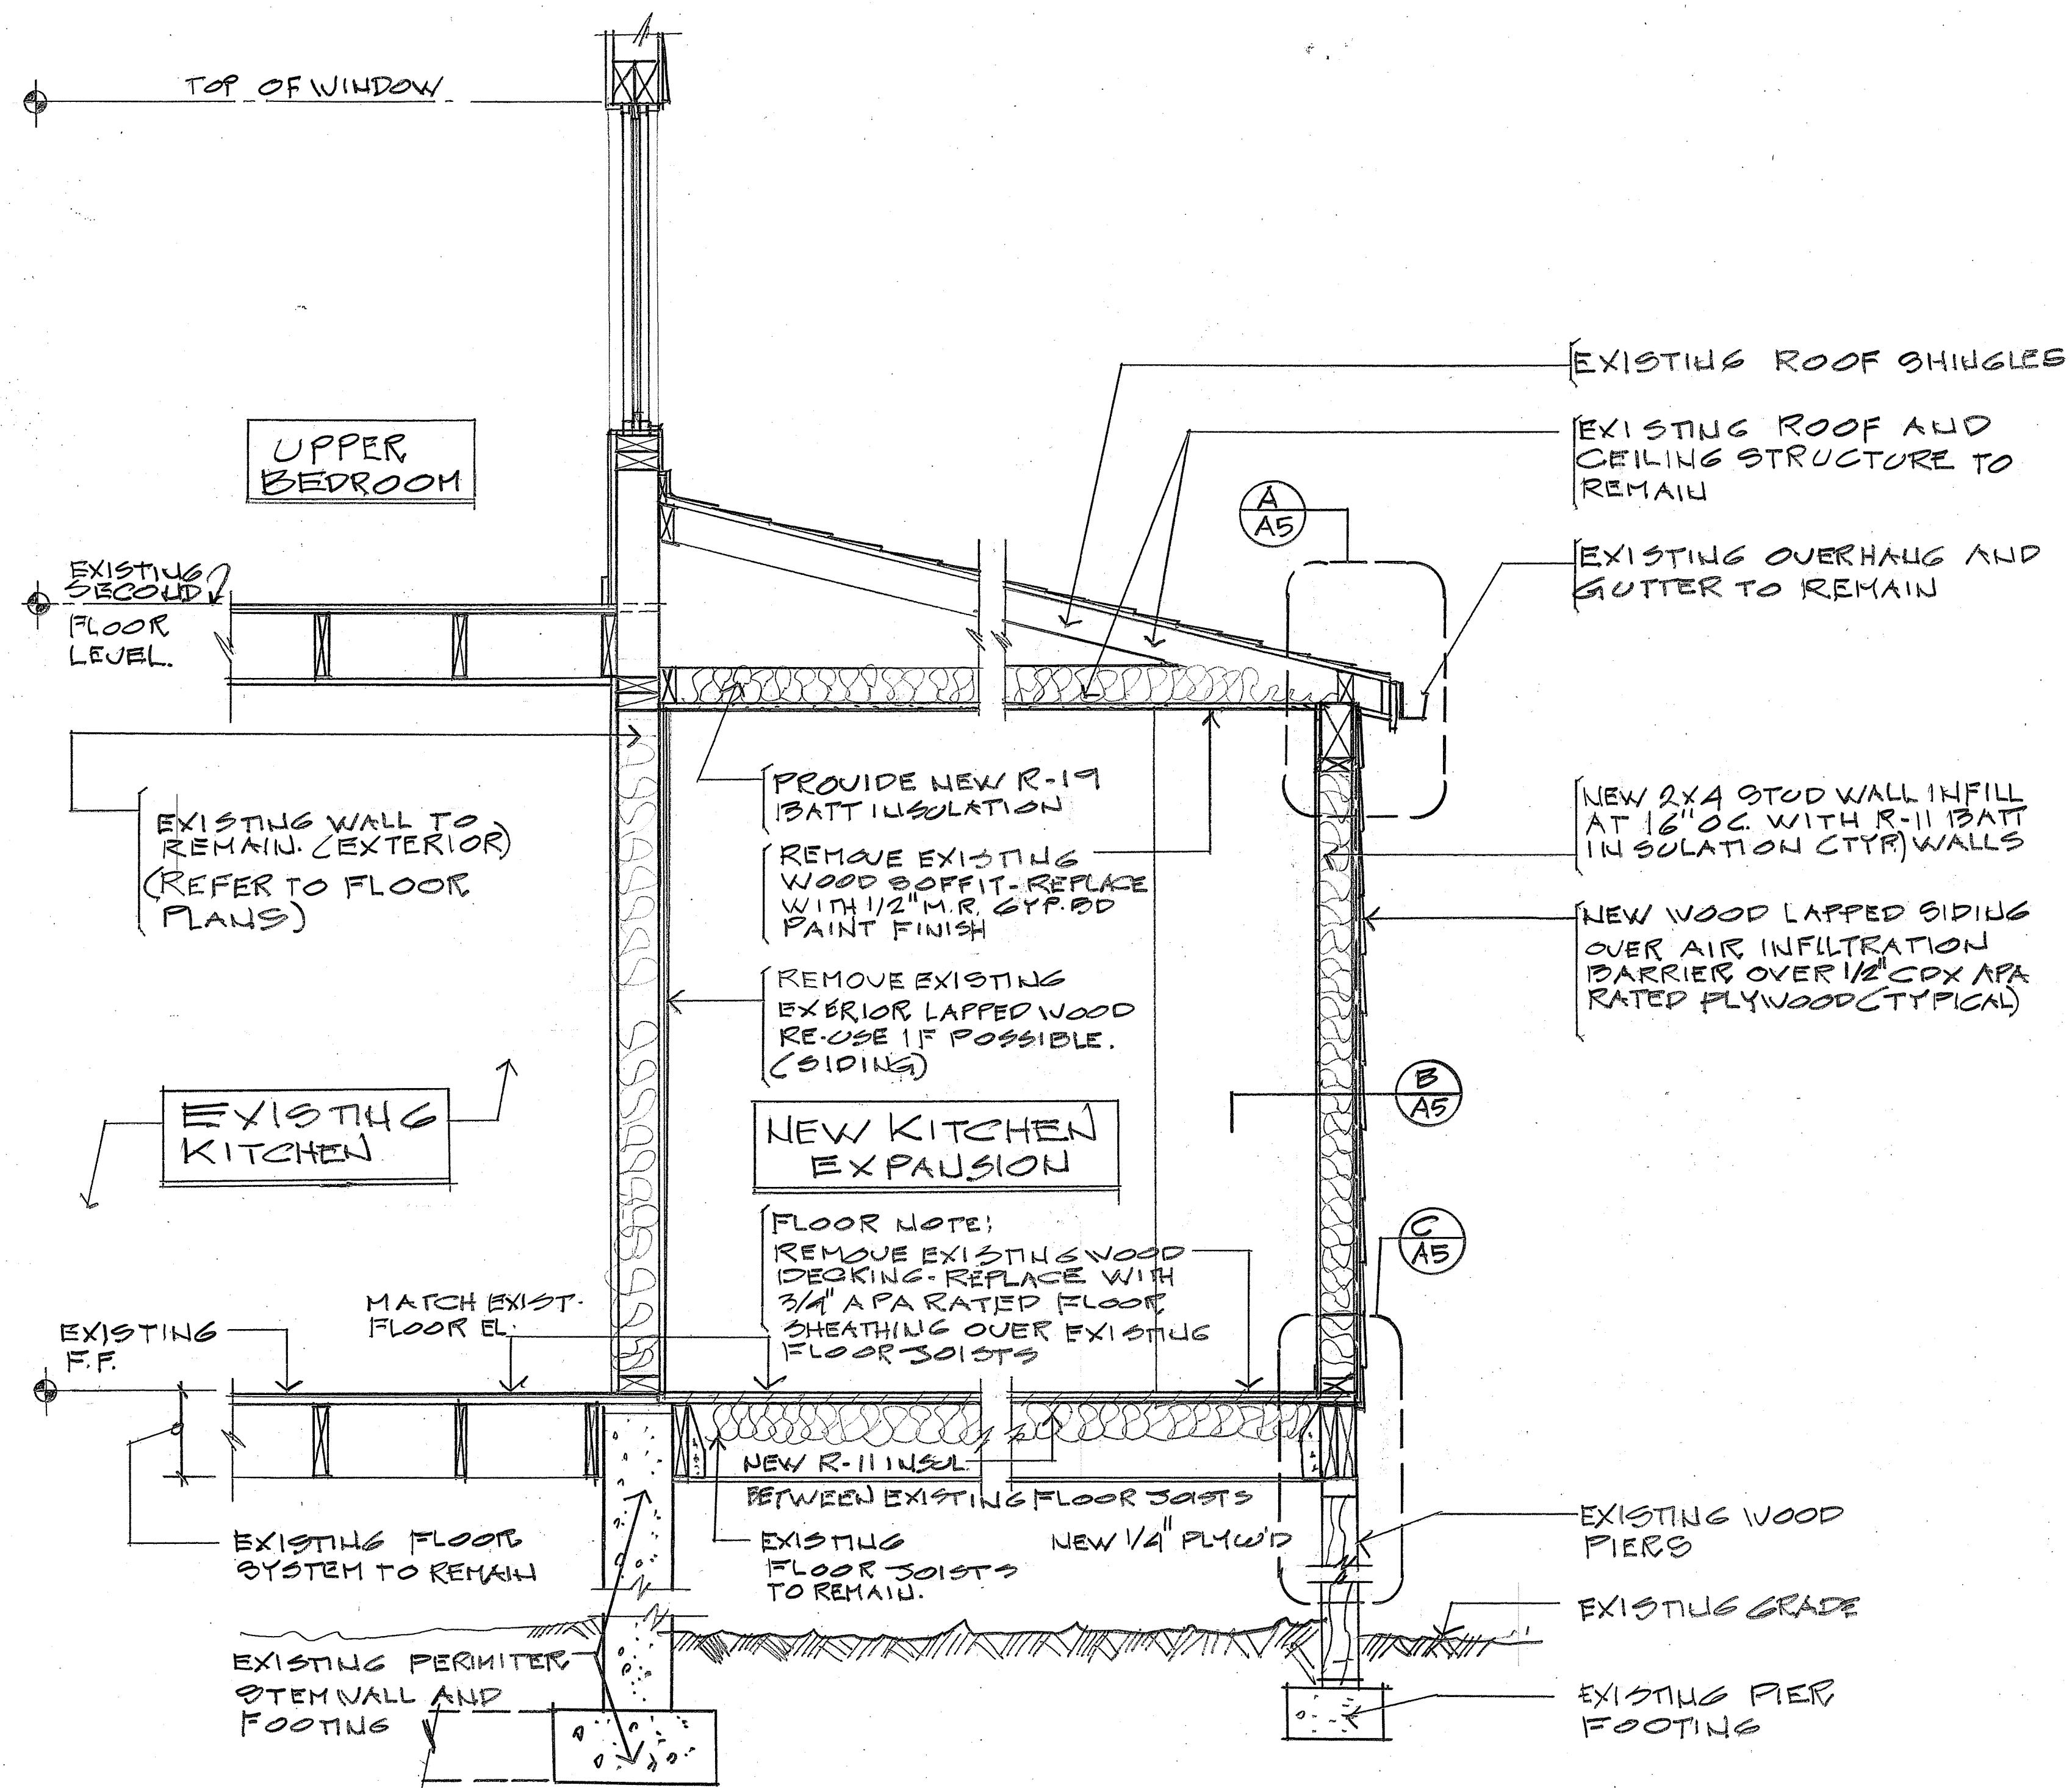 TOP OF WINDOW
UPPER
BEDROOM
EXISTING
SECOND
FLOOR
LEVEL.
EXISTING ROOF SHINGLES
EXISTING ROOF AND
CEILING STRUCTURE TO
REMAIN
A
A5
EXISTING OVERHANG AND
GUTTER TO REMAIN
EXISTING WALL TO
REMAIN. (EXTERIOR)
(REFER TO FLOOR
PLANS)
PROVIDE NEW R-19
BATT INSOLATION
REMOVE EXISTING
WOOD SOFFIT-REPLACE
WITH 1/2" M.R. GYP. BD
PAINT FINISH
REMOVE EXISTING
EXERIOR LAPPED WOOD
RE-USE IF POSSIBLE.
(SIDING)
NEW 2X4 STUD WALL INFILL
AT 16" OC. WITH R-11 BATT
INSOLATION (TYP.) WALLS
NEW WOOD LAPPED SIDING
OVER AIR INFILTRATION
BARRIER OVER 1/2" CDX APA
RATED PLYWOOD (TYPICAL)
EXISTING
KITCHEN
NEW KITCHEN
EXPANSION
B
A5
C
A5
FLOOR NOTE:
REMOVE EXISTING WOOD
DECKING-REPLACE WITH
3/4" APA RATED FLOOR
SHEATHING OVER EXISTING
FLOOR JOISTS
MATCH EXIST.
FLOOR EL.
EXISTING
F.F.
NEW R-11 INSUL
BETWEEN EXISTING FLOOR JOISTS
EXISTING FLOOR
SYSTEM TO REMAIN
EXISTING
FLOOR JOISTS
TO REMAIN.
NEW 1/4" PLYW'D
EXISTING WOOD
PIERS
EXISTING GRADE
EXISTING PERIMITER
STEMWALL AND
FOOTING
EXISTING PIER
FOOTING